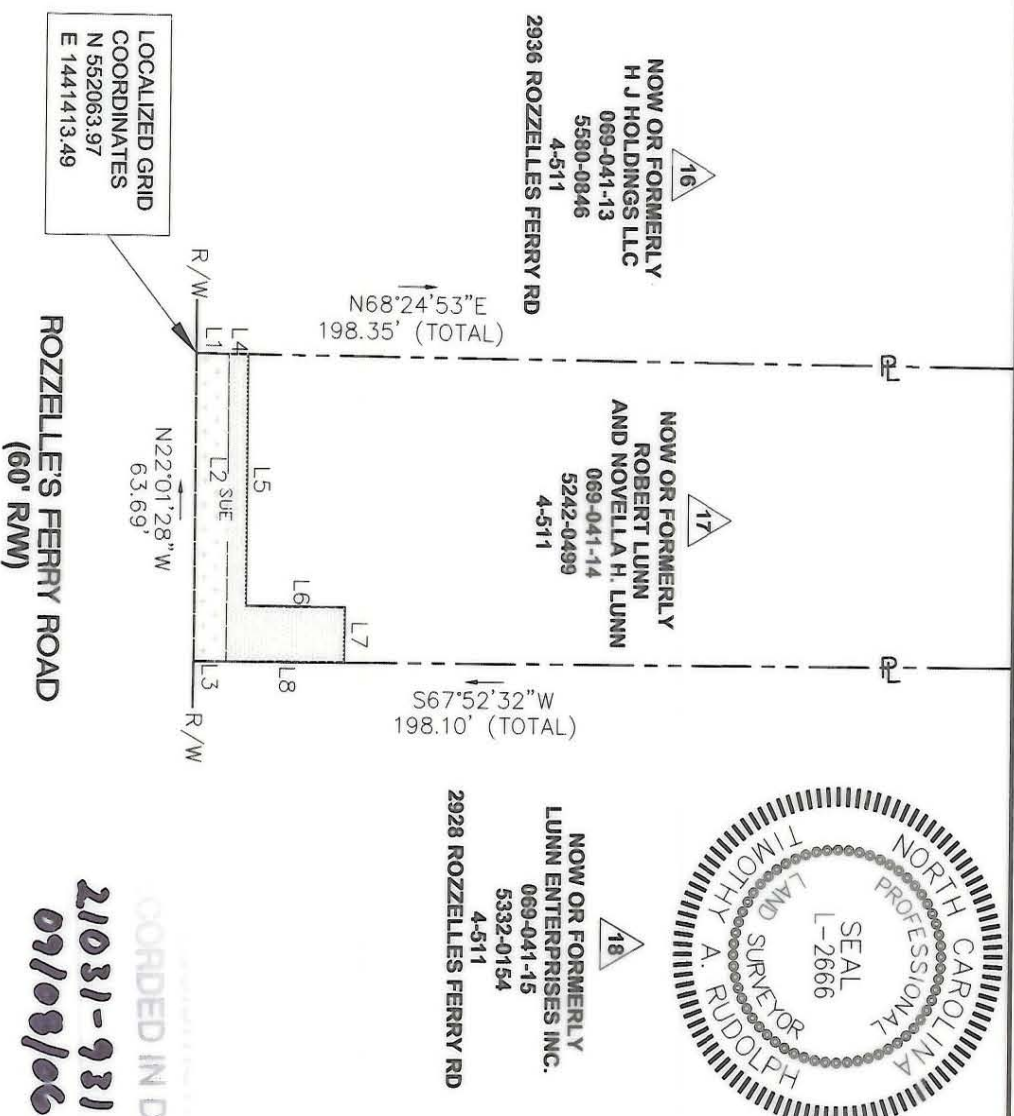 16
NOW OR FORMERLY
H J HOLDINGS LLC
069-041-13
5580-0846
4-511
2936 ROZZELLES FERRY RD
17
NOW OR FORMERLY
ROBERT LUNN
AND NOVELLA H. LUNN
069-041-14
5242-0499
4-511
18
NOW OR FORMERLY
LUNN ENTERPRISES INC.
069-041-15
5332-0154
4-511
2928 ROZZELLES FERRY RD
NORTH CAROLINA
PROFESSIONAL
SEAL
L-2666
LAND SURVEYOR
TIMOTHY A. RUDOLPH
PL
PL
N68°24'53"E
198.35' (TOTAL)
S67°52'32"W
198.10' (TOTAL)
L1
L4
L5
L2
SUE
L6
L7
L8
L3
R/W
R/W
N22°01'28"W
63.69'
ROZZELLE'S FERRY ROAD
(60' R/W)
LOCALIZED GRID
COORDINATES
N 552063.97
E 1441413.49
CORDED IN D
21031-931
09/08/06